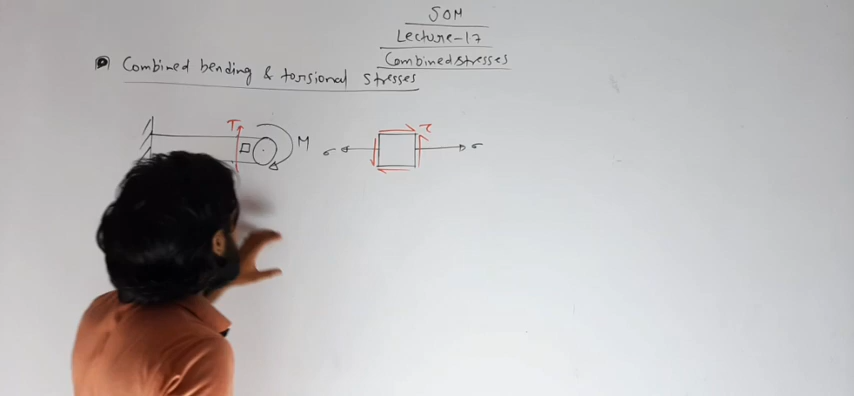 SOM
Lecture-17
Combined stresses
Combined bending & torsional stresses
T
M
σ
τ
σ